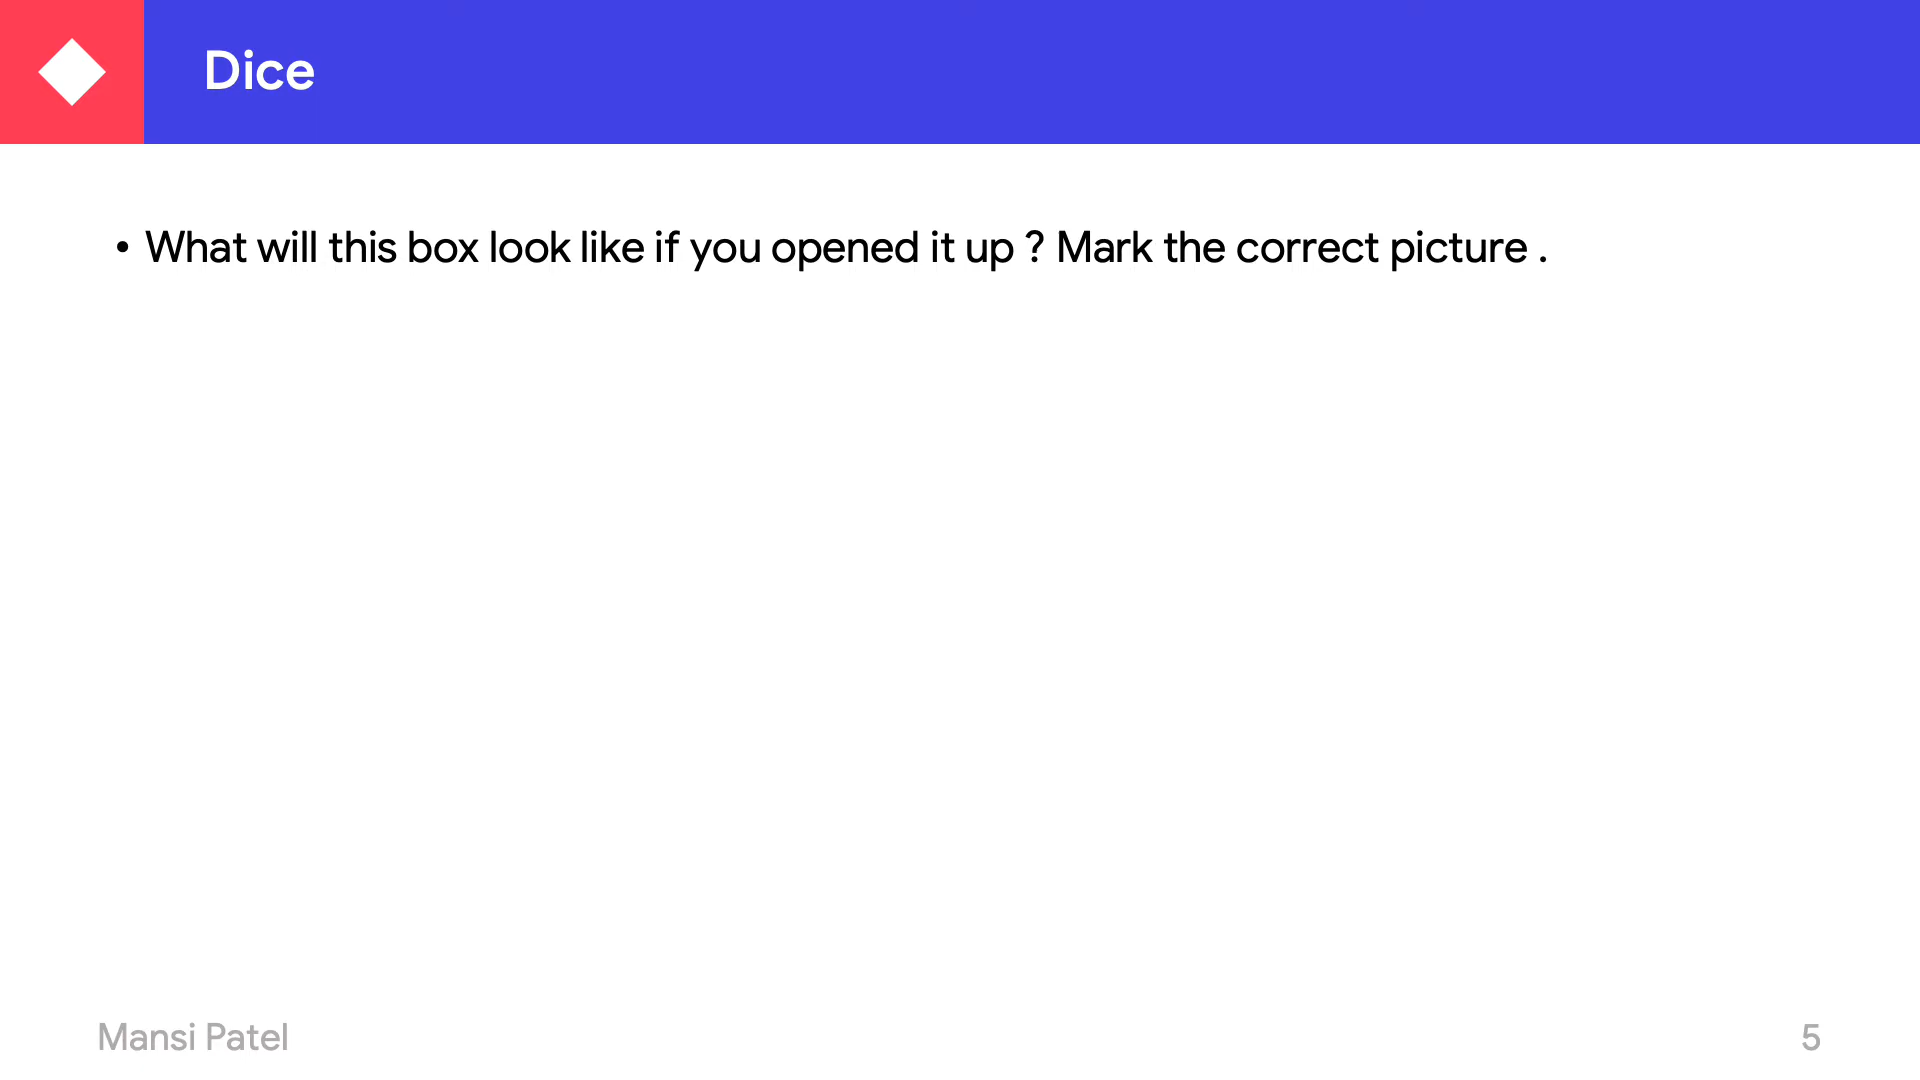 Dice
• What will this box look like if you opened it up ? Mark the correct picture .
Mansi Patel
5